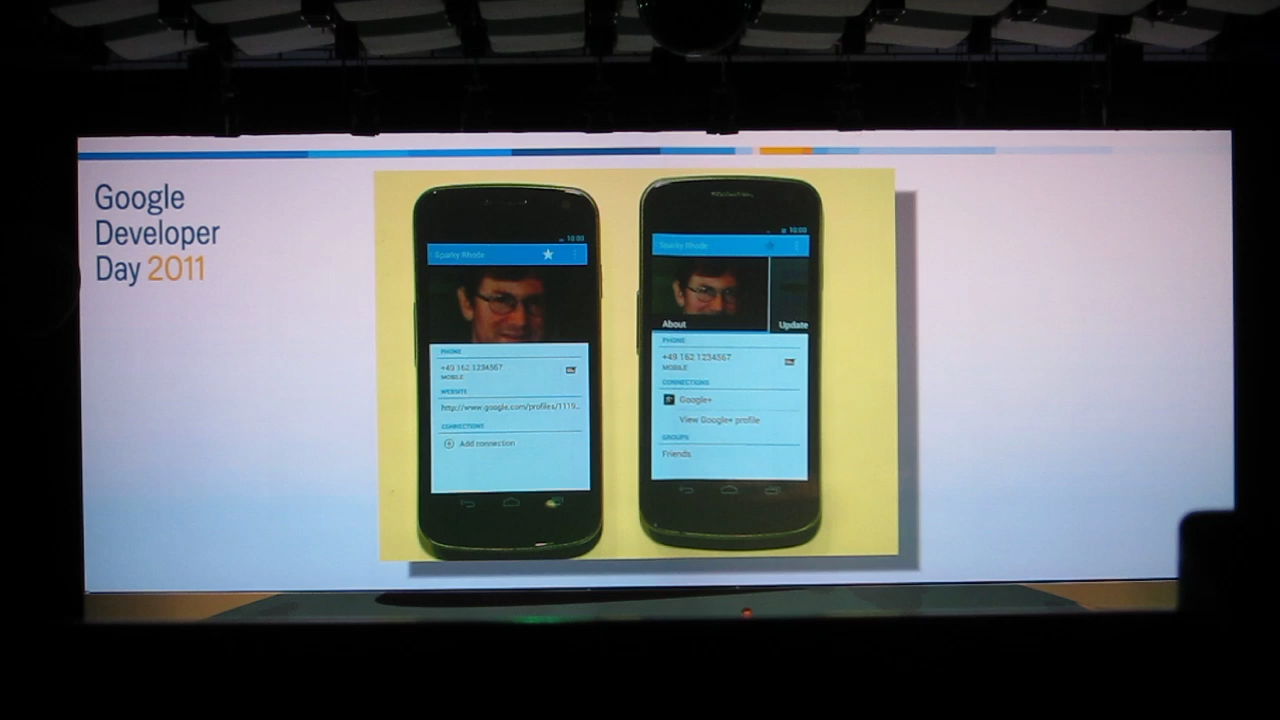 Google
Developer
Day 2011
10:00
Sparky Rhode
PHONE
+49 162 1234567
MOBILE
WEBSITE
http://www.google.com/profiles/1119...
CONNECTIONS
Add connection
10:00
Sparky Rhode
About
Update
PHONE
+49 162 1234567
MOBILE
CONNECTIONS
Google+
View Google+ profile
GROUPS
Friends